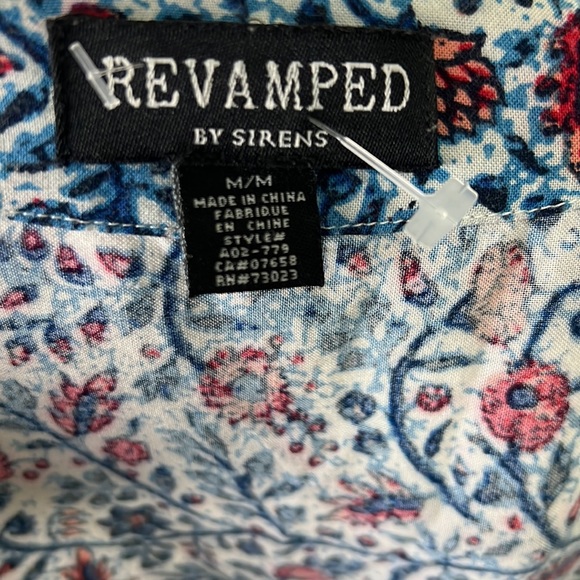 REVAMPED
BY SIRENS
M/M
MADE IN CHINA
FABRIQUE
EN CHINE
STYLE#
A02-779
CA#07658
RN#73023